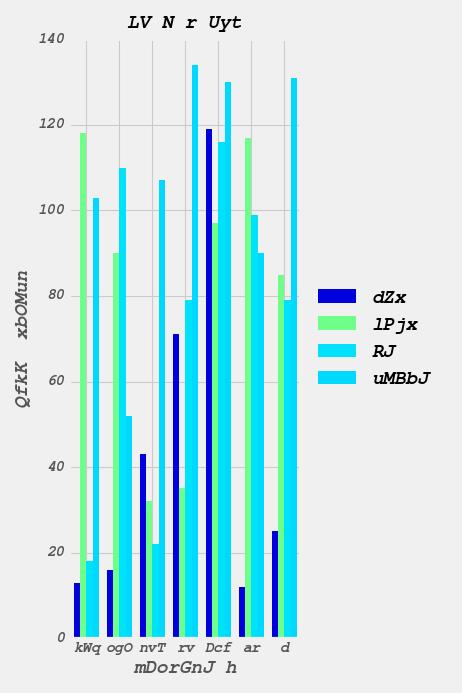 LV N r Uyt
140
120
100
80
60
40
20
0
QfkK xbOMun
kWq ogO nvT rv Dcf ar d
mDorGnJ h
dZx
lPjx
RJ
uMBbJ